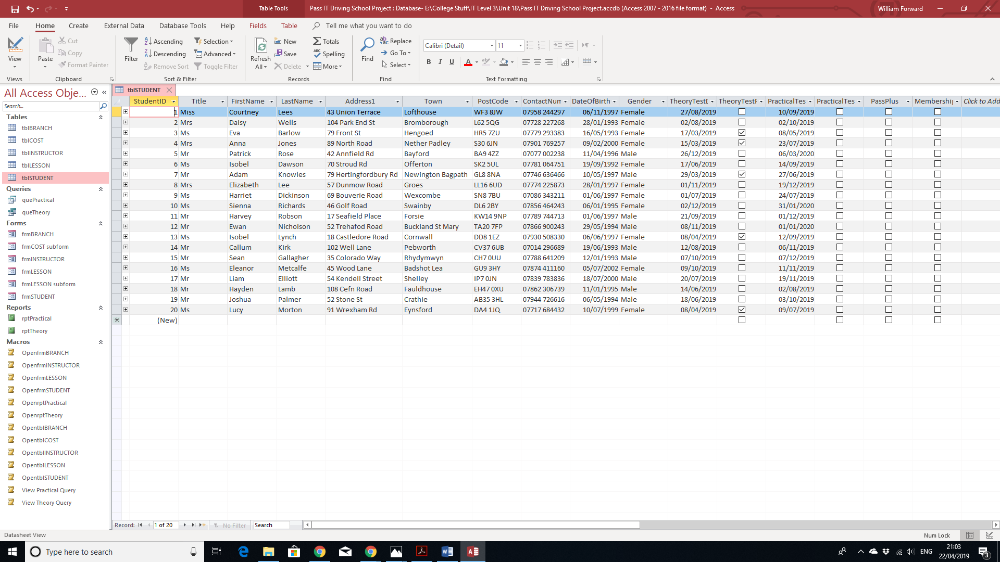 Table Tools
Pass IT Driving School Project : Database- E:\College Stuff\IT Level 3\Unit 18\Pass IT Driving School Project.accdb (Access 2007 - 2016 file format) - Access
William Forward
File Home Create External Data Database Tools Help Fields Table Tell me what you want to do
View
Views
Paste
Cut
Copy
Format Painter
Clipboard
Filter
Ascending
Descending
Remove Sort
Selection
Advanced
Toggle Filter
Sort & Filter
Refresh
All
New
Save
Delete
Totals
Spelling
More
Records
Find
Replace
Go To
Select
Find
Calibri (Detail) 11
B I U
Text Formatting
All Access Obje...
Search...
Tables
tblBRANCH
tblCOST
tblINSTRUCTOR
tblLESSON
tblSTUDENT
Queries
quePractical
queTheory
Forms
frmBRANCH
frmCOST subform
frmINSTRUCTOR
frmLESSON
frmLESSON subform
frmSTUDENT
Reports
rptPractical
rptTheory
Macros
OpenfrmBRANCH
OpenfrmINSTRUCTOR
OpenfrmLESSON
OpenfrmSTUDENT
OpenrptPractical
OpenrptTheory
OpentblBRANCH
OpentblCOST
OpentblINSTRUCTOR
OpentblLESSON
OpentblSTUDENT
View Practical Query
View Theory Query
tblSTUDENT
StudentID Title FirstName LastName Address1 Town PostCode ContactNum DateOfBirth Gender TheoryTestD TheoryTestP PracticalTes PracticalTes PassPlus Membership Click to Add
1 Miss Courtney Lees 43 Union Terrace Lofthouse WF3 8JW 07958 244297 06/11/1997 Female 27/08/2019 10/09/2019
2 Mrs Daisy Wells 104 Park End St Bromborough L62 5QG 07728 227268 28/01/1993 Female 02/08/2019 02/10/2019
3 Ms Eva Barlow 79 Front St Hengoed HR5 7ZU 07779 293383 16/05/1993 Female 17/03/2019 08/05/2019
4 Mrs Anna Jones 89 North Road Nether Padley S30 6JN 07901 769257 09/02/2000 Female 15/03/2019 23/07/2019
5 Mr Patrick Rose 42 Annfield Rd Bayford BA9 4ZZ 07077 002238 11/04/1996 Male 26/12/2019 06/03/2020
6 Ms Isobel Dawson 70 Stroud Rd Offerton SK2 5UL 07781 064751 19/09/1992 Female 17/06/2019 14/09/2019
7 Mr Adam Knowles 79 Hertingfordbury Rd Newington Bagpath GL8 8NA 07746 636466 10/05/1997 Male 29/03/2019 27/06/2019
8 Mrs Elizabeth Lee 57 Dunmow Road Groes LL16 6UD 07774 225873 28/01/1997 Female 01/11/2019 19/12/2019
9 Ms Harriet Dickinson 69 Bouverie Road Wexcombe SN8 7BU 07086 343211 01/06/1997 Female 01/07/2019 24/07/2019
10 Ms Sienna Richards 46 Golf Road Swainby DL6 2BY 07856 464243 06/01/1995 Female 02/12/2019 31/01/2020
11 Mr Harvey Robson 17 Seafield Place Forsie KW14 9NP 07789 744713 01/06/1997 Male 21/09/2019 01/12/2019
12 Mr Ewan Nicholson 52 Trehafod Road Buckland St Mary TA20 7FP 07866 900243 29/05/1994 Male 08/11/2019 01/01/2020
13 Ms Isobel Lynch 18 Castledore Road Cornwall DD8 1EZ 07930 508330 06/06/1997 Female 08/04/2019 12/09/2019
14 Mr Callum Kirk 102 Well Lane Pebworth CV37 6UB 07014 296689 19/06/1993 Male 12/08/2019 06/11/2019
15 Mr Sean Gallagher 35 Colorado Way Rhydymwyn CH7 0UU 07788 641209 12/01/1993 Male 07/10/2019 07/12/2019
16 Ms Eleanor Metcalfe 45 Wood Lane Badshot Lea GU9 3HY 07874 411160 05/07/2002 Female 09/10/2019 11/11/2019
17 Mr Liam Elliott 54 Kendell Street Shelley IP7 0JN 07839 783836 18/07/2000 Male 20/07/2019 19/11/2019
18 Mr Hayden Lamb 108 Cefn Road Fauldhouse EH47 0XU 07862 306739 11/01/1995 Male 14/06/2019 02/08/2019
19 Mr Joshua Palmer 52 Stone St Crathie AB35 3HL 07944 726616 06/05/1994 Male 18/06/2019 03/10/2019
20 Ms Lucy Morton 91 Wrexham Rd Eynsford DA4 1JQ 07717 684432 10/07/1999 Female 08/04/2019 09/07/2019
(New)
Record: 1 of 20 No Filter Search
Datasheet View
Num Lock
Type here to search
ENG
21:03
22/04/2019
3